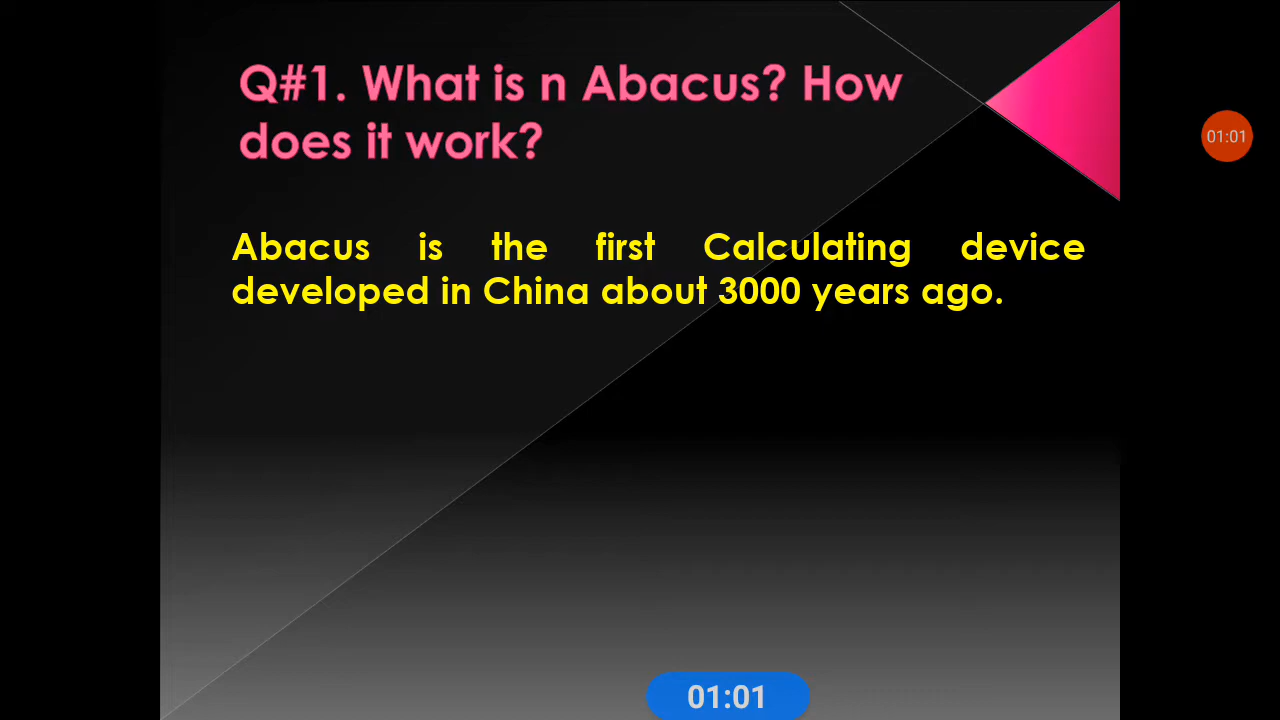 Q#1. What is n Abacus? How
does it work?
01:01
Abacus is the first Calculating device
developed in China about 3000 years ago.
01:01